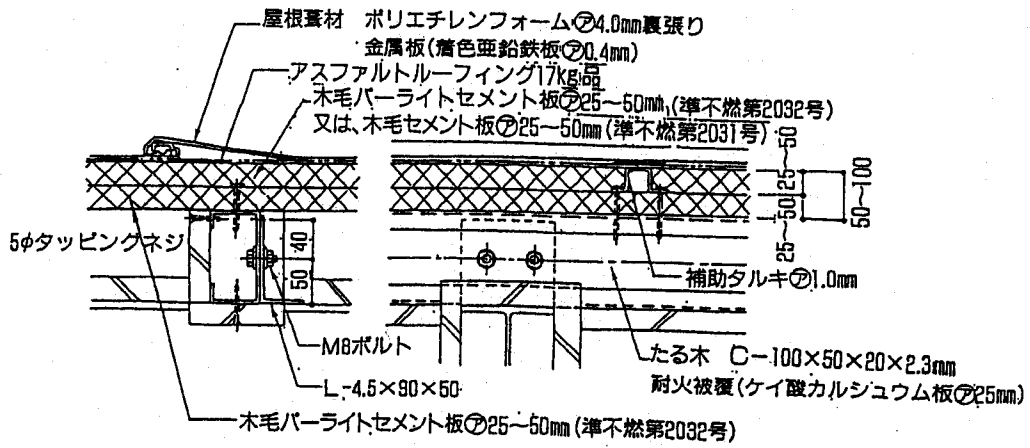 屋根葺材 ポリエチレンフォーム㋐4.0mm裏張り
金属板(着色亜鉛鉄板㋐0.4mm)
アスファルトルーフィング17kg品
木毛パーライトセメント板㋐25〜50mm(準不燃第2032号)
又は、木毛セメント板㋐25〜50mm(準不燃第2031号)
25〜50
25〜50
50〜100
5φタッピングネジ
40
50
補助タルキ㋐1.0mm
M8ボルト
L-4.5×90×50
たる木 C-100×50×20×2.3mm
耐火被覆(ケイ酸カルシュウム板㋐25mm)
木毛パーライトセメント板㋐25〜50mm(準不燃第2032号)